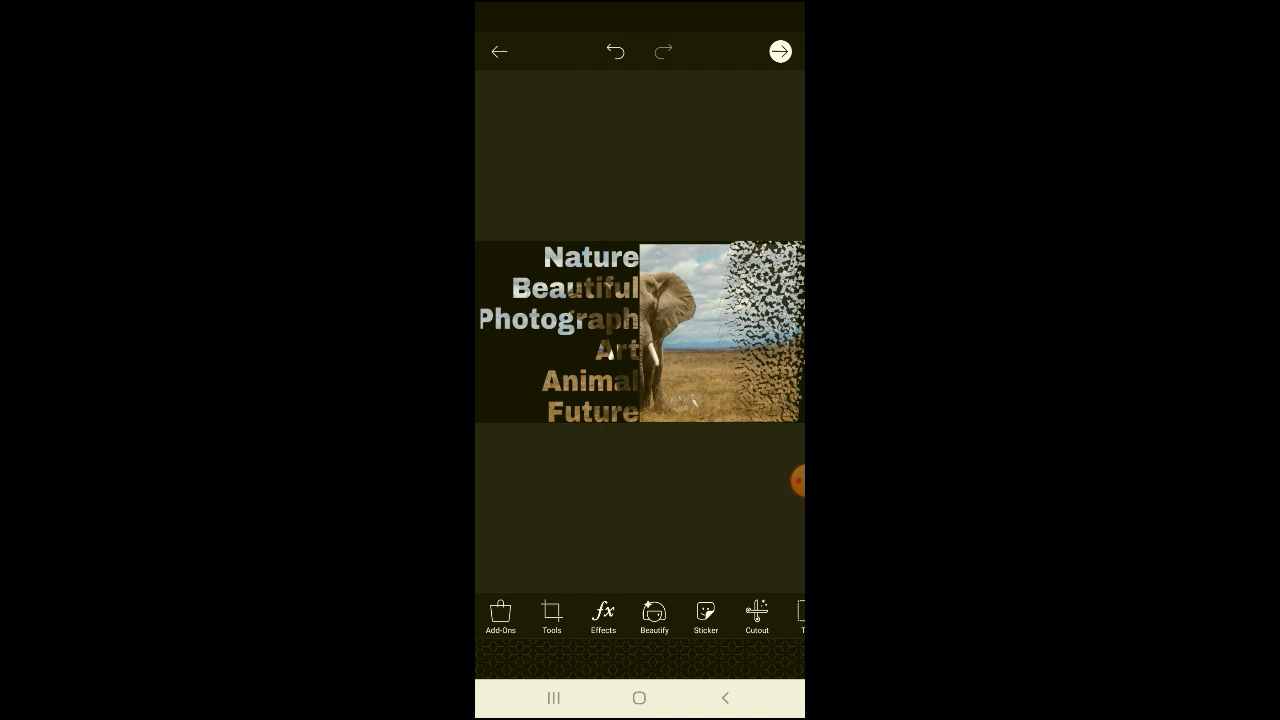 Nature
Beautiful
Photograph
Art
Animal
Future
Add-Ons Tools Effects Beautify Sticker Cutout